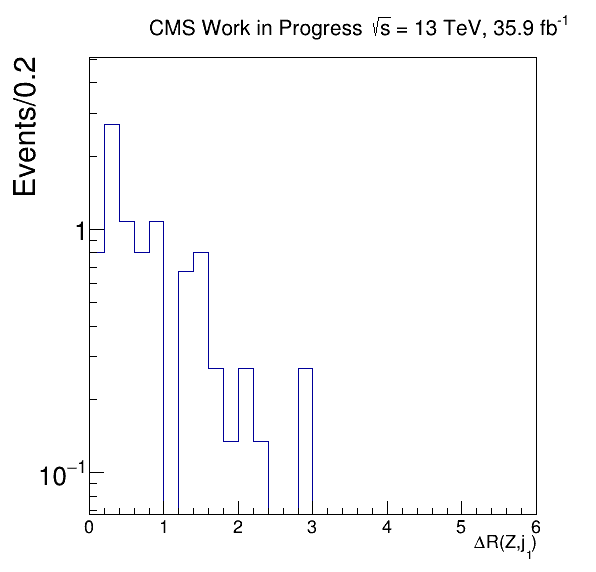 CMS Work in Progress √s = 13 TeV, 35.9 fb⁻¹
Events/0.2
1
10⁻¹
0 1 2 3 4 5 6
ΔR(Z,j₁)